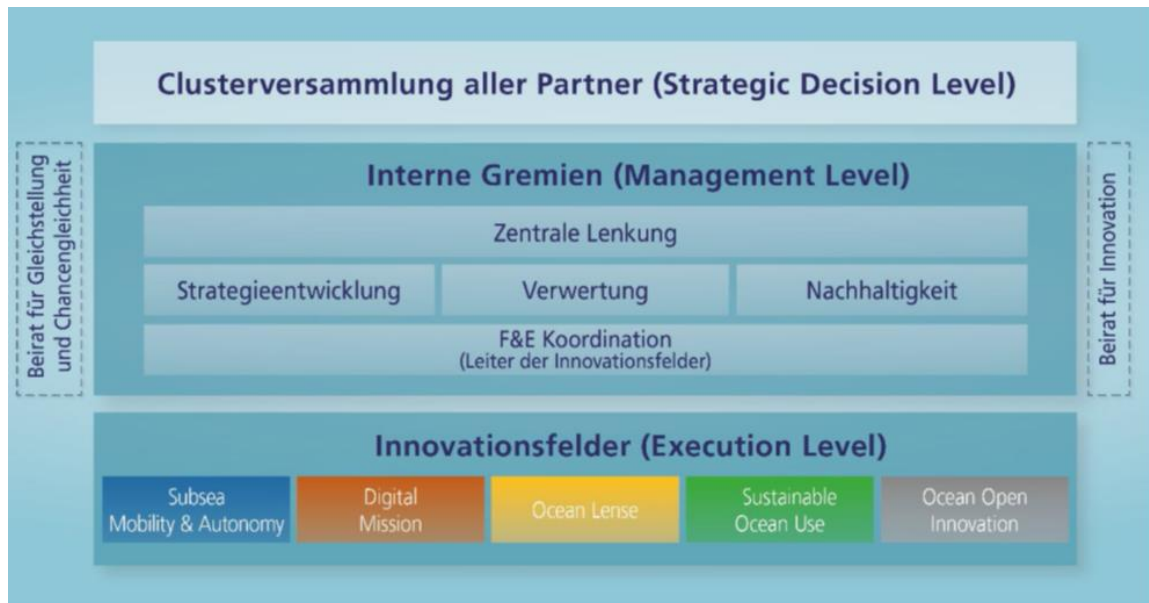 Clusterversammlung aller Partner (Strategic Decision Level)
Beirat für Gleichstellung
und Chancengleichheit
Interne Gremien (Management Level)
Zentrale Lenkung
Strategieentwicklung
Verwertung
Nachhaltigkeit
F&E Koordination
(Leiter der Innovationsfelder)
Beirat für Innovation
Innovationsfelder (Execution Level)
Subsea
Mobility & Autonomy
Digital
Mission
Ocean Lense
Sustainable
Ocean Use
Ocean Open
Innovation